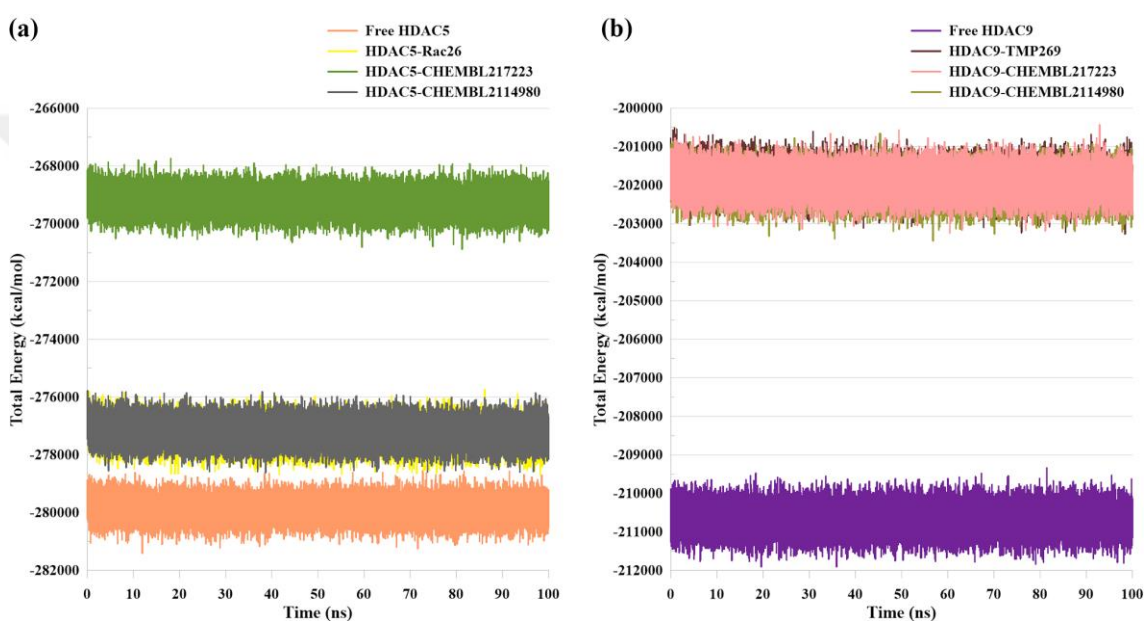 (a)
Free HDAC5
HDAC5-Rac26
HDAC5-CHEMBL217223
HDAC5-CHEMBL2114980
-266000
-268000
-270000
-272000
-274000
-276000
-278000
-280000
-282000
Total Energy (kcal/mol)
0 10 20 30 40 50 60 70 80 90 100
Time (ns)
(b)
Free HDAC9
HDAC9-TMP269
HDAC9-CHEMBL217223
HDAC9-CHEMBL2114980
-200000
-201000
-202000
-203000
-204000
-205000
-206000
-207000
-208000
-209000
-210000
-211000
-212000
Total Energy (kcal/mol)
0 10 20 30 40 50 60 70 80 90 100
Time (ns)